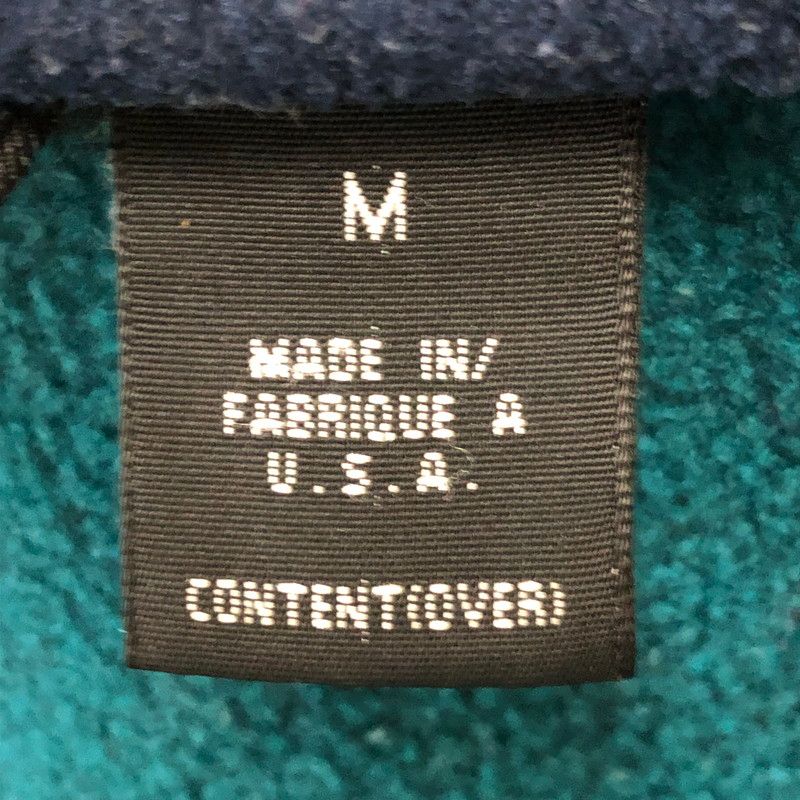 M
MADE IN/
FABRIQUE A
U.S.A.
CONTENT(OVER)